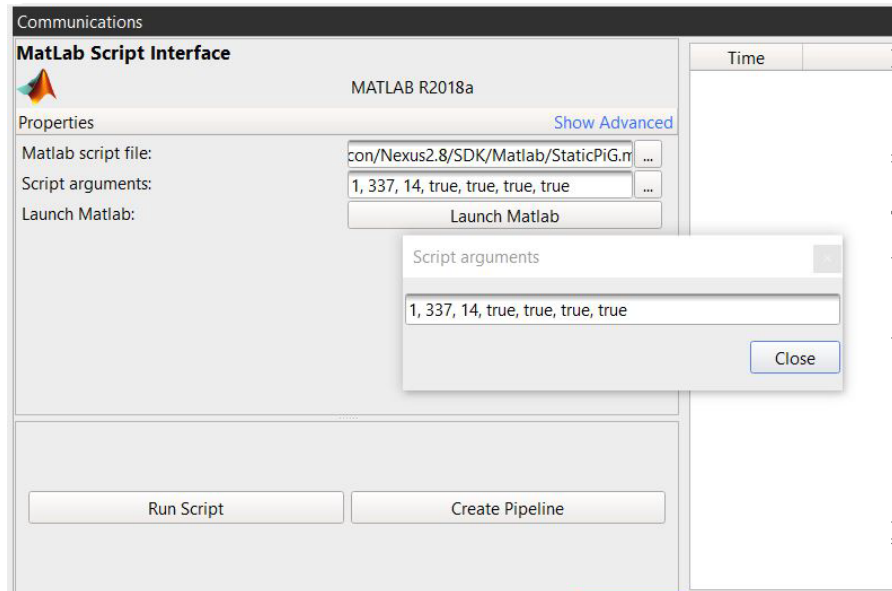 Communications
MatLab Script Interface
MATLAB R2018a
Properties Show Advanced
Matlab script file: con/Nexus2.8/SDK/Matlab/StaticPiG.m ...
Script arguments: 1, 337, 14, true, true, true, true ...
Launch Matlab: Launch Matlab
Script arguments
1, 337, 14, true, true, true, true
Close
Run Script Create Pipeline
Time